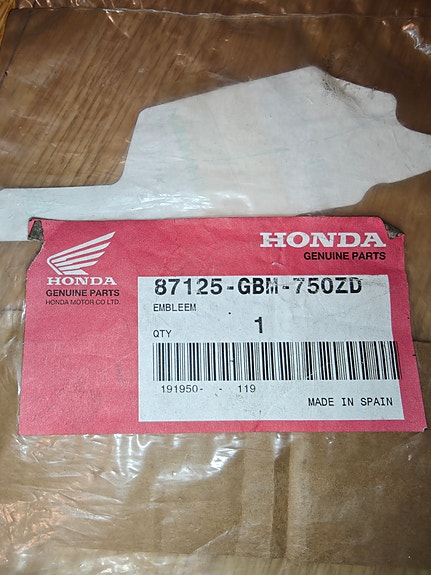 HONDA
GENUINE PARTS
HONDA
GENUINE PARTS
HONDA MOTOR CO LTD.
87125-GBM-750ZD
EMBLEEM
QTY 1
191950- - 119
MADE IN SPAIN